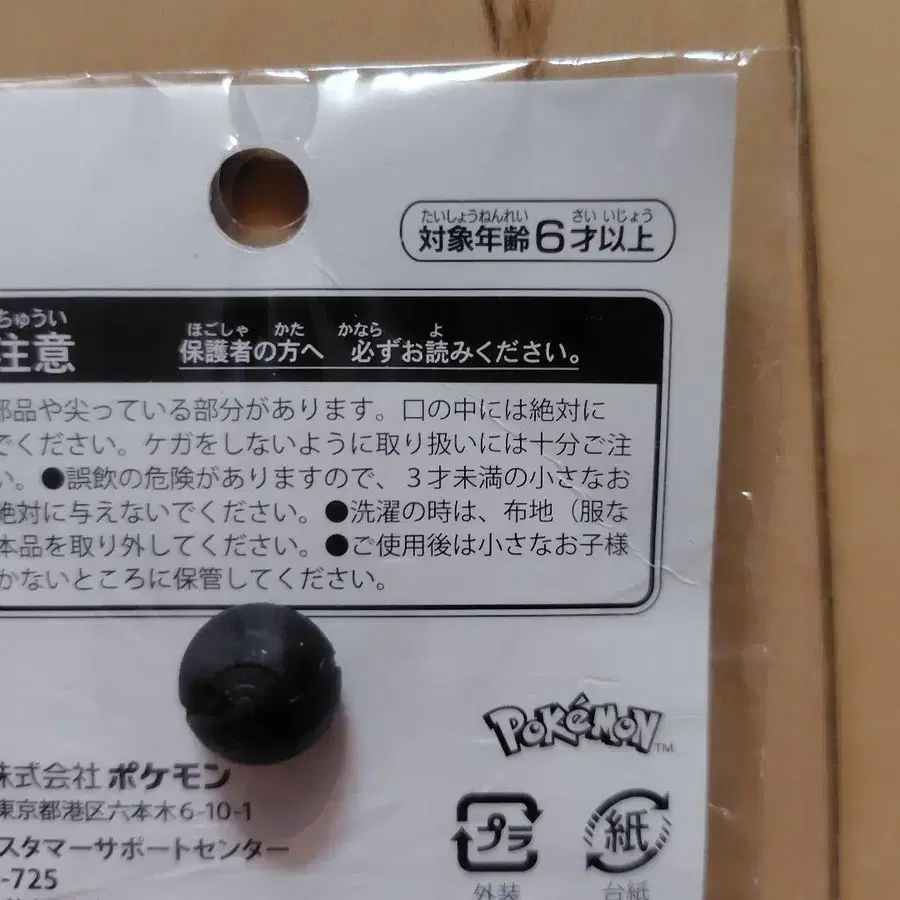 たいしょうねんれい さい いじょう
対象年齢6才以上
ちゅうい
注意
ほごしゃ かた かなら よ
保護者の方へ 必ずお読みください。
部品や尖っている部分があります。口の中には絶対に
でください。ケガをしないように取り扱いには十分ご注
い。●誤飲の危険がありますので、3才未満の小さなお
絶対に与えないでください。●洗濯の時は、布地（服な
本品を取り外してください。●ご使用後は小さなお子様
かないところに保管してください。
POKéMON™
株式会社 ポケモン
東京都港区六本木6-10-1
スタマーサポートセンター
-725
プラ
外装
紙
台紙